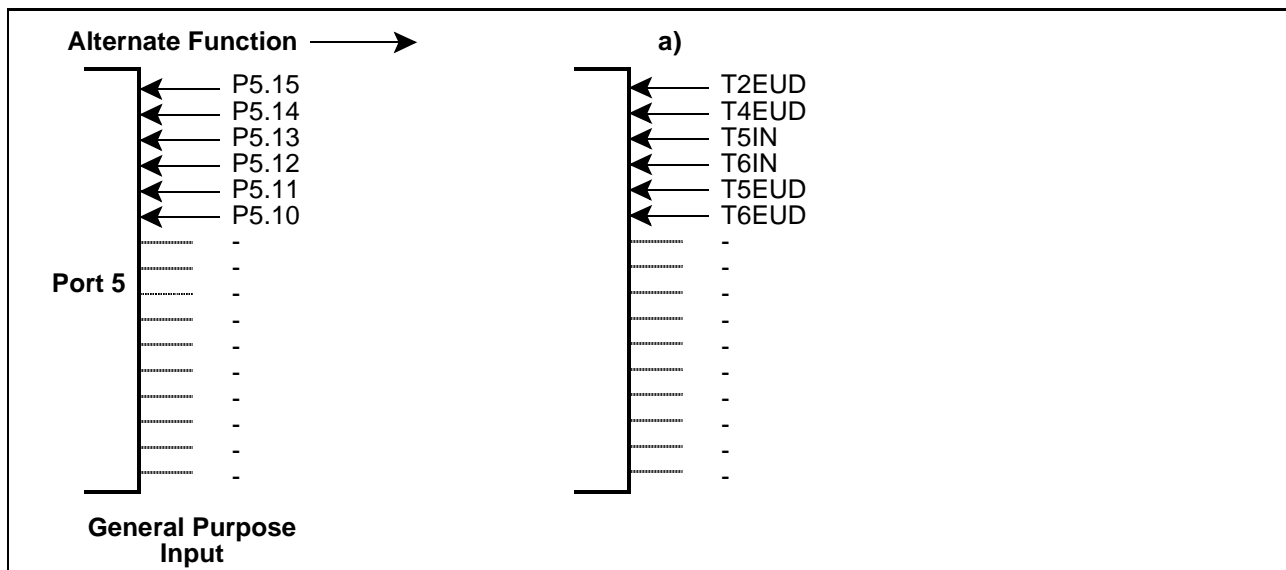 Alternate Function a)
P5.15 T2EUD
P5.14 T4EUD
P5.13 T5IN
P5.12 T6IN
P5.11 T5EUD
P5.10 T6EUD
- -
- -
Port 5
- -
- -
- -
- -
- -
- -
- -
- -
General Purpose
Input